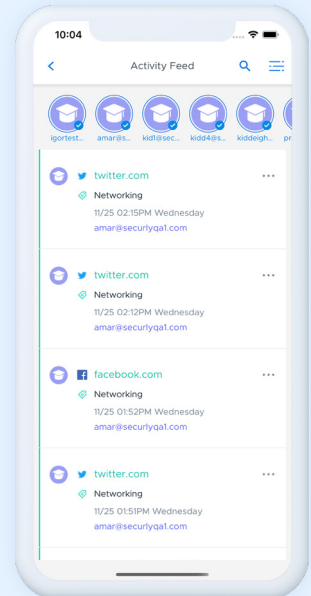 10:04
Activity Feed
igortest... amar@s... kid1@sec... kidd4@s... kiddeigh... pr
twitter.com
Networking
11/25 02:15PM Wednesday
amar@securlyqa1.com
twitter.com
Networking
11/25 02:12PM Wednesday
amar@securlyqa1.com
facebook.com
Networking
11/25 01:52PM Wednesday
amar@securlyqa1.com
twitter.com
Networking
11/25 01:51PM Wednesday
amar@securlyqa1.com